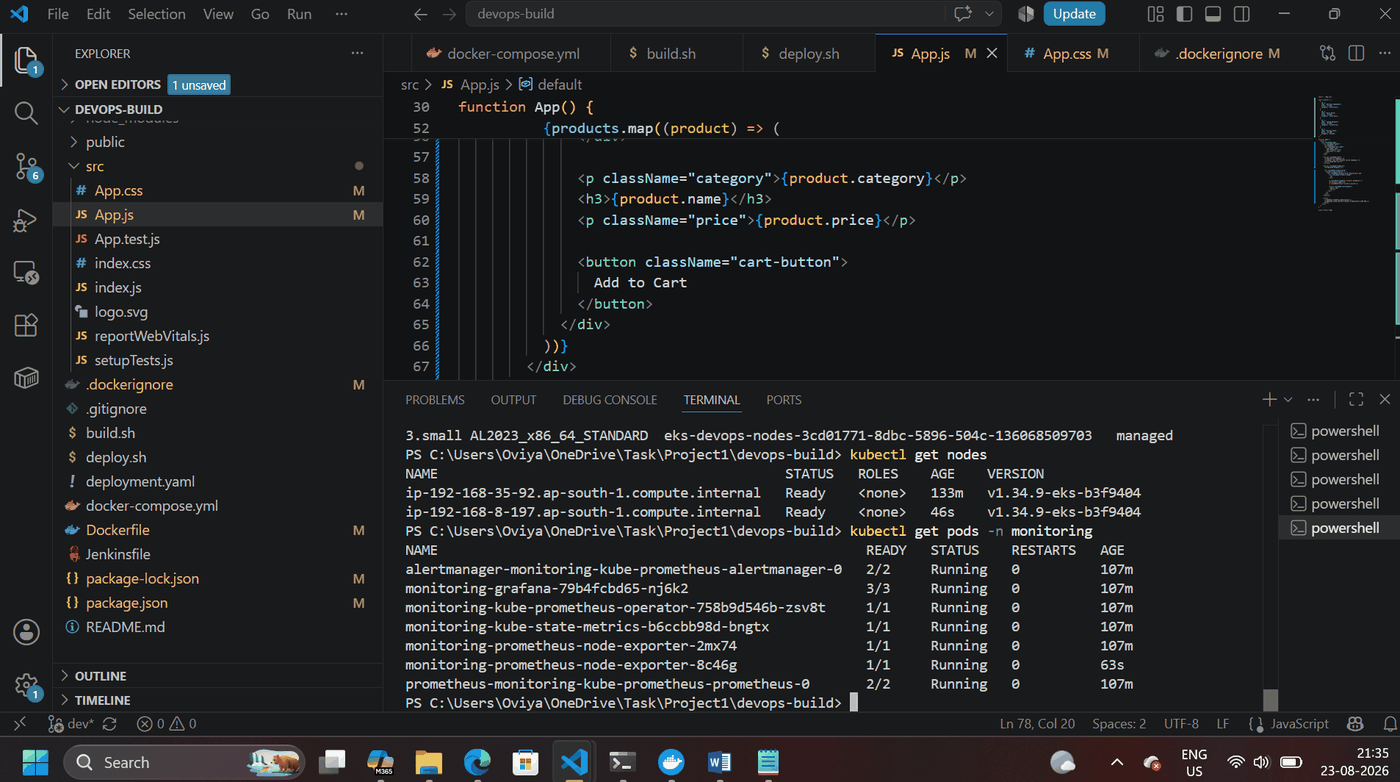 File Edit Selection View Go Run ··· devops-build Update
EXPLORER ···
OPEN EDITORS 1 unsaved
DEVOPS-BUILD
node_modules
public
src
# App.css M
JS App.js M
JS App.test.js
# index.css
JS index.js
logo.svg
JS reportWebVitals.js
JS setupTests.js
.dockerignore M
.gitignore
$ build.sh
$ deploy.sh
! deployment.yaml
docker-compose.yml
Dockerfile M
Jenkinsfile
{} package-lock.json M
{} package.json M
README.md
OUTLINE
TIMELINE
1
6
1
docker-compose.yml $ build.sh $ deploy.sh JS App.js M # App.css M .dockerignore M ···
src > JS App.js > default
30 function App() {
52 {products.map((product) => (
57
58 <p className="category">{product.category}</p>
59 <h3>{product.name}</h3>
60 <p className="price">{product.price}</p>
61
62 <button className="cart-button">
63 Add to Cart
64 </button>
65 </div>
66 ))}
67 </div>
PROBLEMS OUTPUT DEBUG CONSOLE TERMINAL PORTS
3.small AL2023_x86_64_STANDARD eks-devops-nodes-3cd01771-8dbc-5896-504c-136068509703 managed
PS C:\Users\Oviya\OneDrive\Task\Project1\devops-build> kubectl get nodes
NAME STATUS ROLES AGE VERSION
ip-192-168-35-92.ap-south-1.compute.internal Ready <none> 133m v1.34.9-eks-b3f9404
ip-192-168-8-197.ap-south-1.compute.internal Ready <none> 46s v1.34.9-eks-b3f9404
PS C:\Users\Oviya\OneDrive\Task\Project1\devops-build> kubectl get pods -n monitoring
NAME READY STATUS RESTARTS AGE
alertmanager-monitoring-kube-prometheus-alertmanager-0 2/2 Running 0 107m
monitoring-grafana-79b4fcbd65-nj6k2 3/3 Running 0 107m
monitoring-kube-prometheus-operator-758b9d546b-zsv8t 1/1 Running 0 107m
monitoring-kube-state-metrics-b6ccbb98d-bngtx 1/1 Running 0 107m
monitoring-prometheus-node-exporter-2mx74 1/1 Running 0 107m
monitoring-prometheus-node-exporter-8c46g 1/1 Running 0 63s
prometheus-monitoring-kube-prometheus-prometheus-0 2/2 Running 0 107m
PS C:\Users\Oviya\OneDrive\Task\Project1\devops-build>
powershell
powershell
powershell
powershell
powershell
dev* 0 0 Ln 78, Col 20 Spaces: 2 UTF-8 LF {} JavaScript
Search M365 ENG US 21:35 23-08-2026